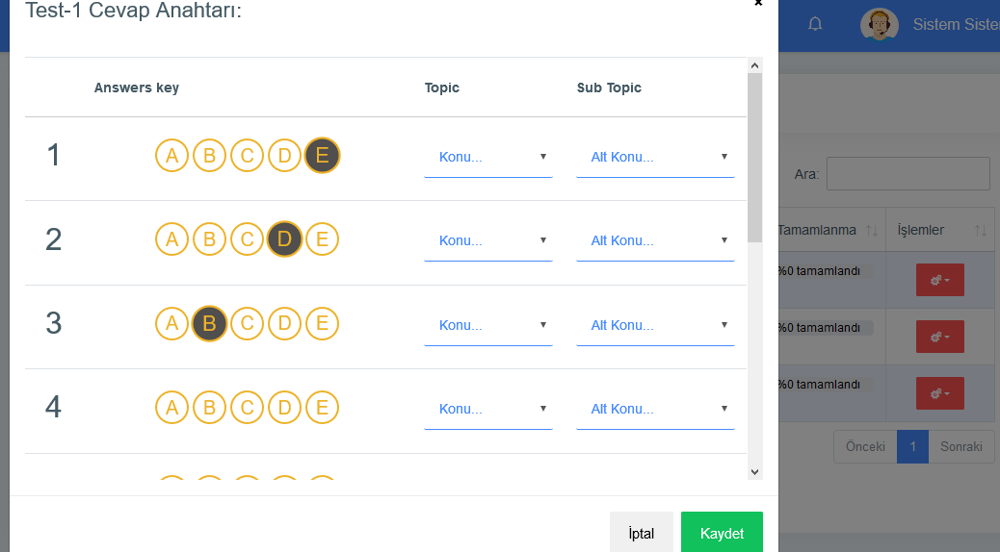 Test-1 Cevap Anahtarı:
Sistem Siste
Answers key Topic Sub Topic
1 A B C D E Konu... Alt Konu...
2 A B C D E Konu... Alt Konu...
3 A B C D E Konu... Alt Konu...
4 A B C D E Konu... Alt Konu...
İptal Kaydet
Ara:
Tamamlanma İşlemler
%0 tamamlandı
%0 tamamlandı
%0 tamamlandı
Önceki 1 Sonraki